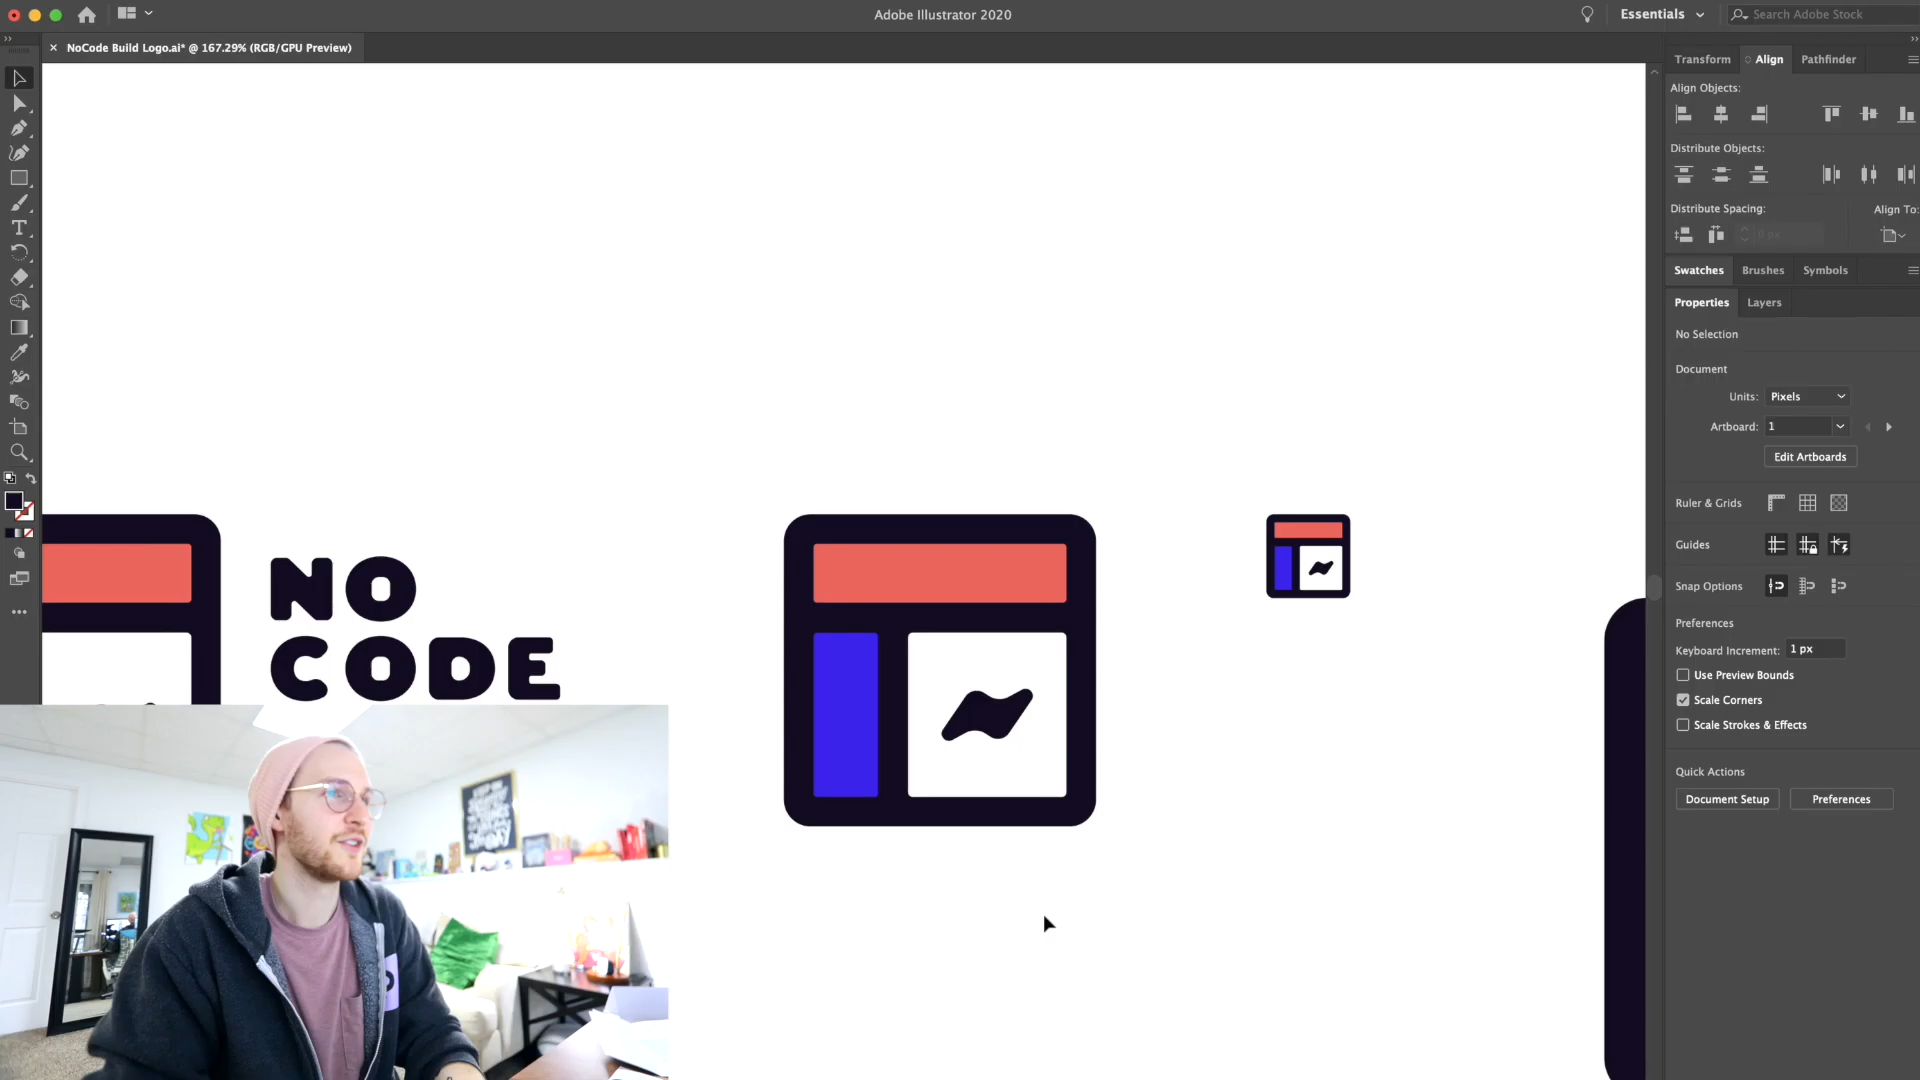 Adobe Illustrator 2020
Essentials
Search Adobe Stock
NoCode Build Logo.ai* @ 167.29% (RGB/GPU Preview)
Transform
Align
Pathfinder
Align Objects:
Distribute Objects:
Distribute Spacing:
Align To:
0 px
Swatches
Brushes
Symbols
Properties
Layers
No Selection
Document
Units:
Pixels
Artboard:
1
Edit Artboards
Ruler & Grids
Guides
Snap Options
Preferences
Keyboard Increment:
1 px
Use Preview Bounds
Scale Corners
Scale Strokes & Effects
Quick Actions
Document Setup
Preferences
NO
CODE